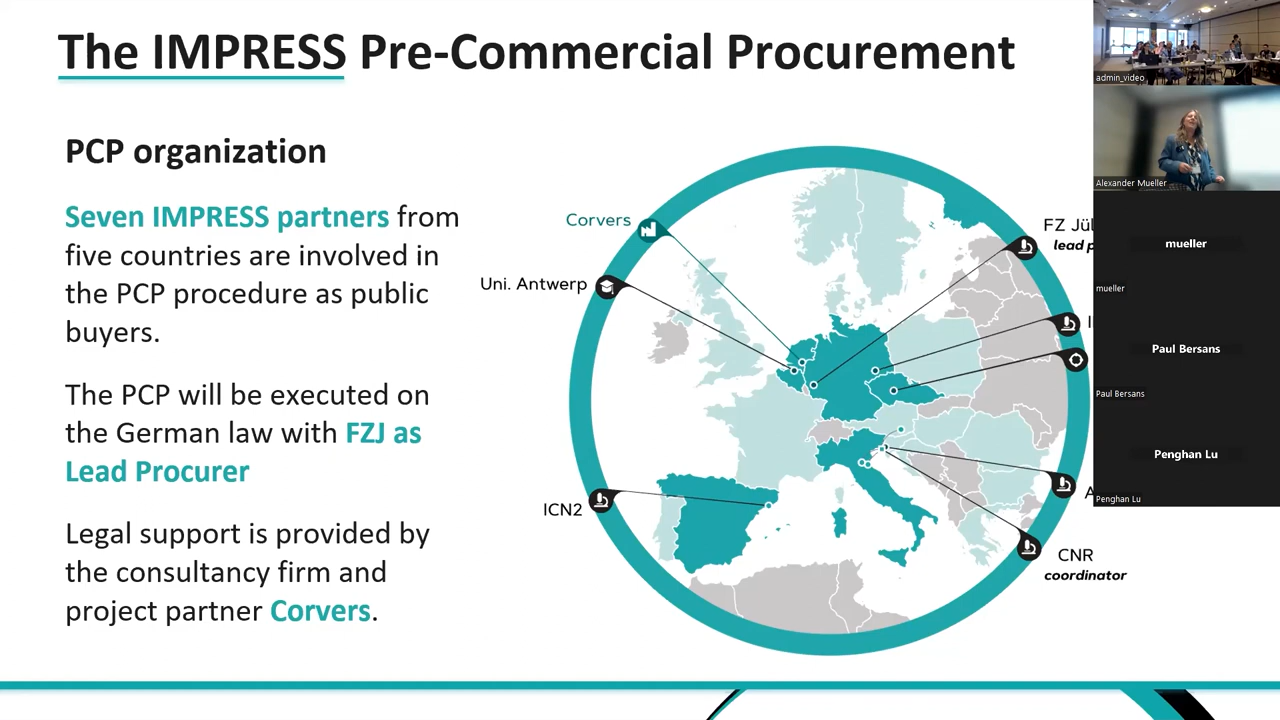 The IMPRESS Pre-Commercial Procurement
PCP organization
Seven IMPRESS partners from
five countries are involved in
the PCP procedure as public
buyers.
The PCP will be executed on
the German law with FZJ as
Lead Procurer
Legal support is provided by
the consultancy firm and
project partner Corvers.
Corvers
Uni. Antwerp
ICN2
FZ
lead
CNR
coordinator
admin_video
Alexander Mueller
mueller
mueller
Paul Bersans
Paul Bersans
Penghan Lu
Penghan Lu